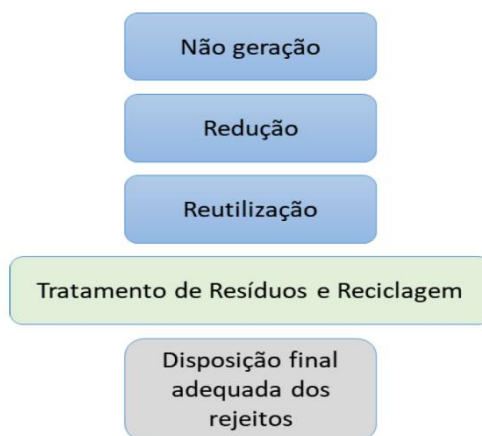 Não geração
Redução
Reutilização
Tratamento de Resíduos e Reciclagem
Disposição final
adequada dos
rejeitos